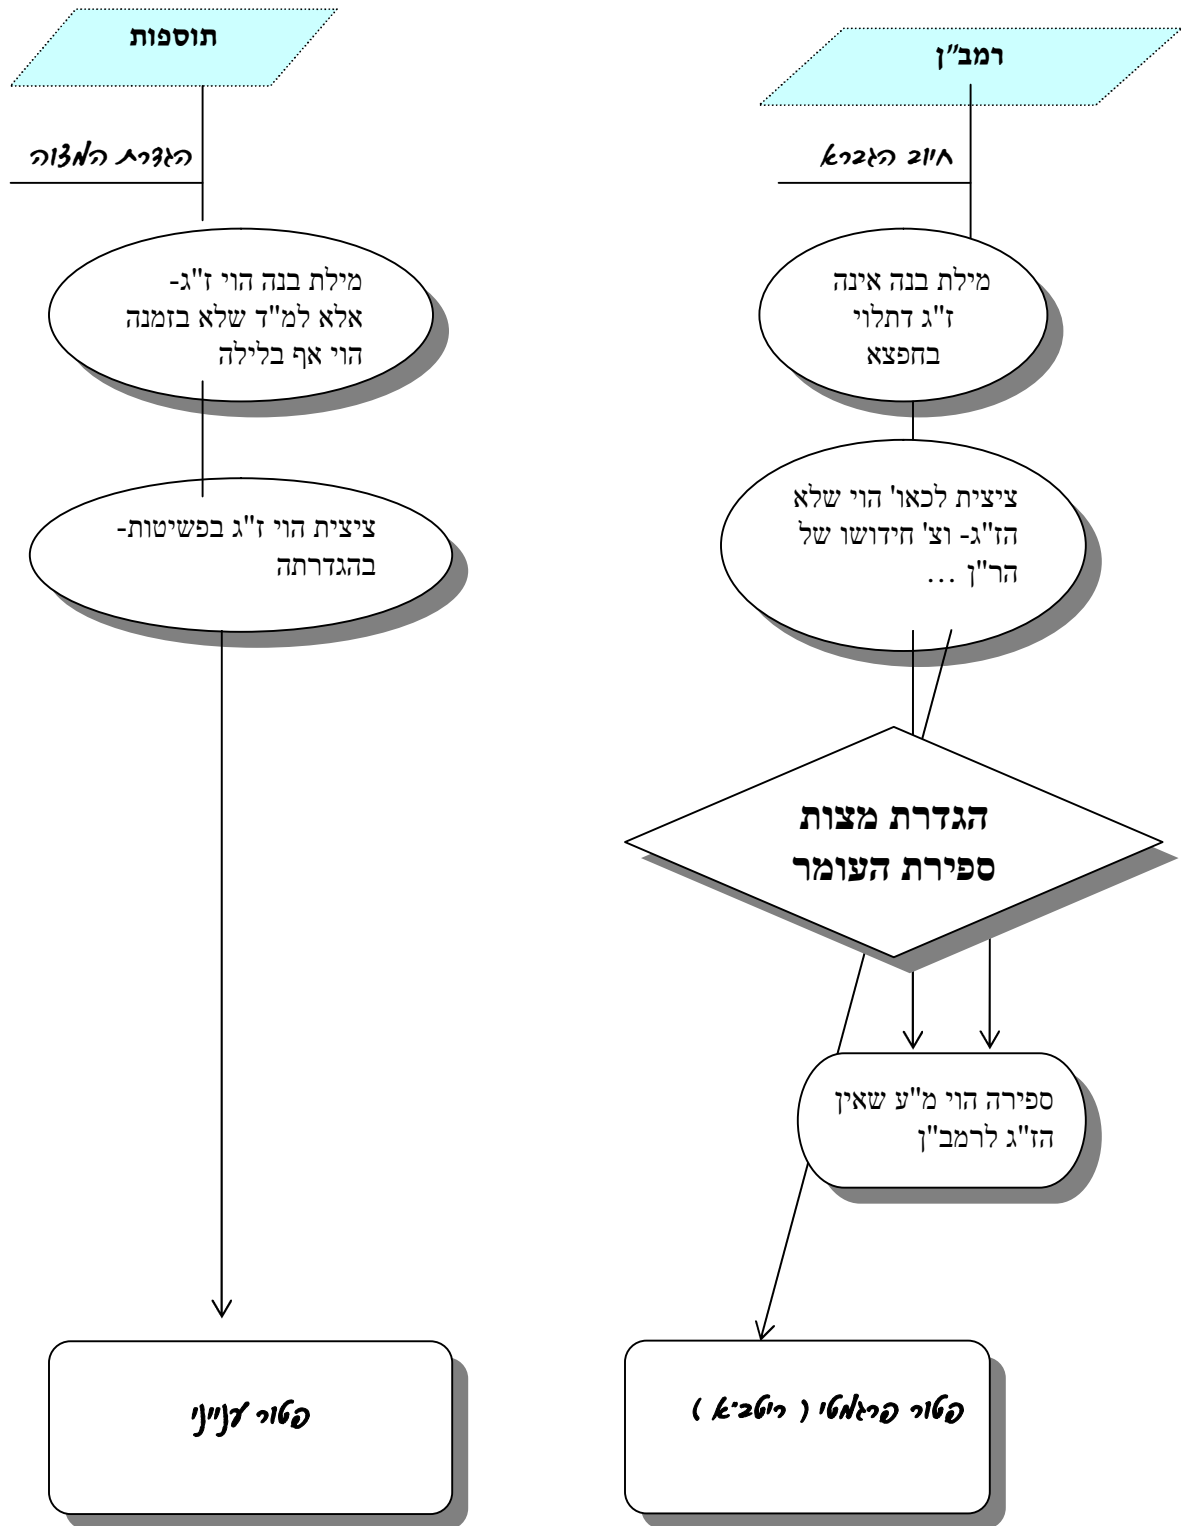 רמב"ן
חיוב הגברא
מילת בנה אינה
ז"ג דתלוי
בחפצא
ציצית לכאו' הוי שלא
הז"ג- וצ' חידושו של
הר"ן ...
הגדרת מצות
ספירת העומר
ספירה הוי מ"ע שאין
הז"ג לרמב"ן
פטור פרגמטי ( ריטב"א )
תוספות
הגדרת המצוה
מילת בנה הוי ז"ג-
אלא למ"ד שלא בזמנה
הוי אף בלילה
ציצית הוי ז"ג בפשיטות-
בהגדרתה
פטור ענייני